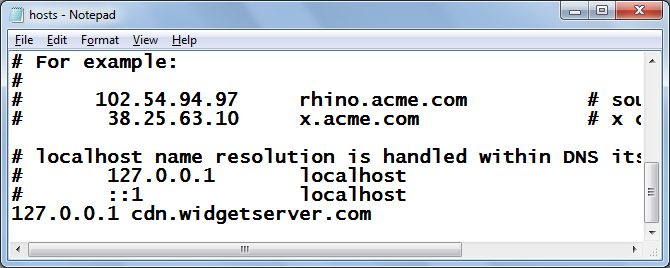 hosts - Notepad
File Edit Format View Help
# For example:
#
#      102.54.94.97     rhino.acme.com          #
#       38.25.63.10     x.acme.com              # x
# localhost name resolution is handled within DNS
#       127.0.0.1       localhost
#       ::1             localhost
127.0.0.1 cdn.widgetserver.com